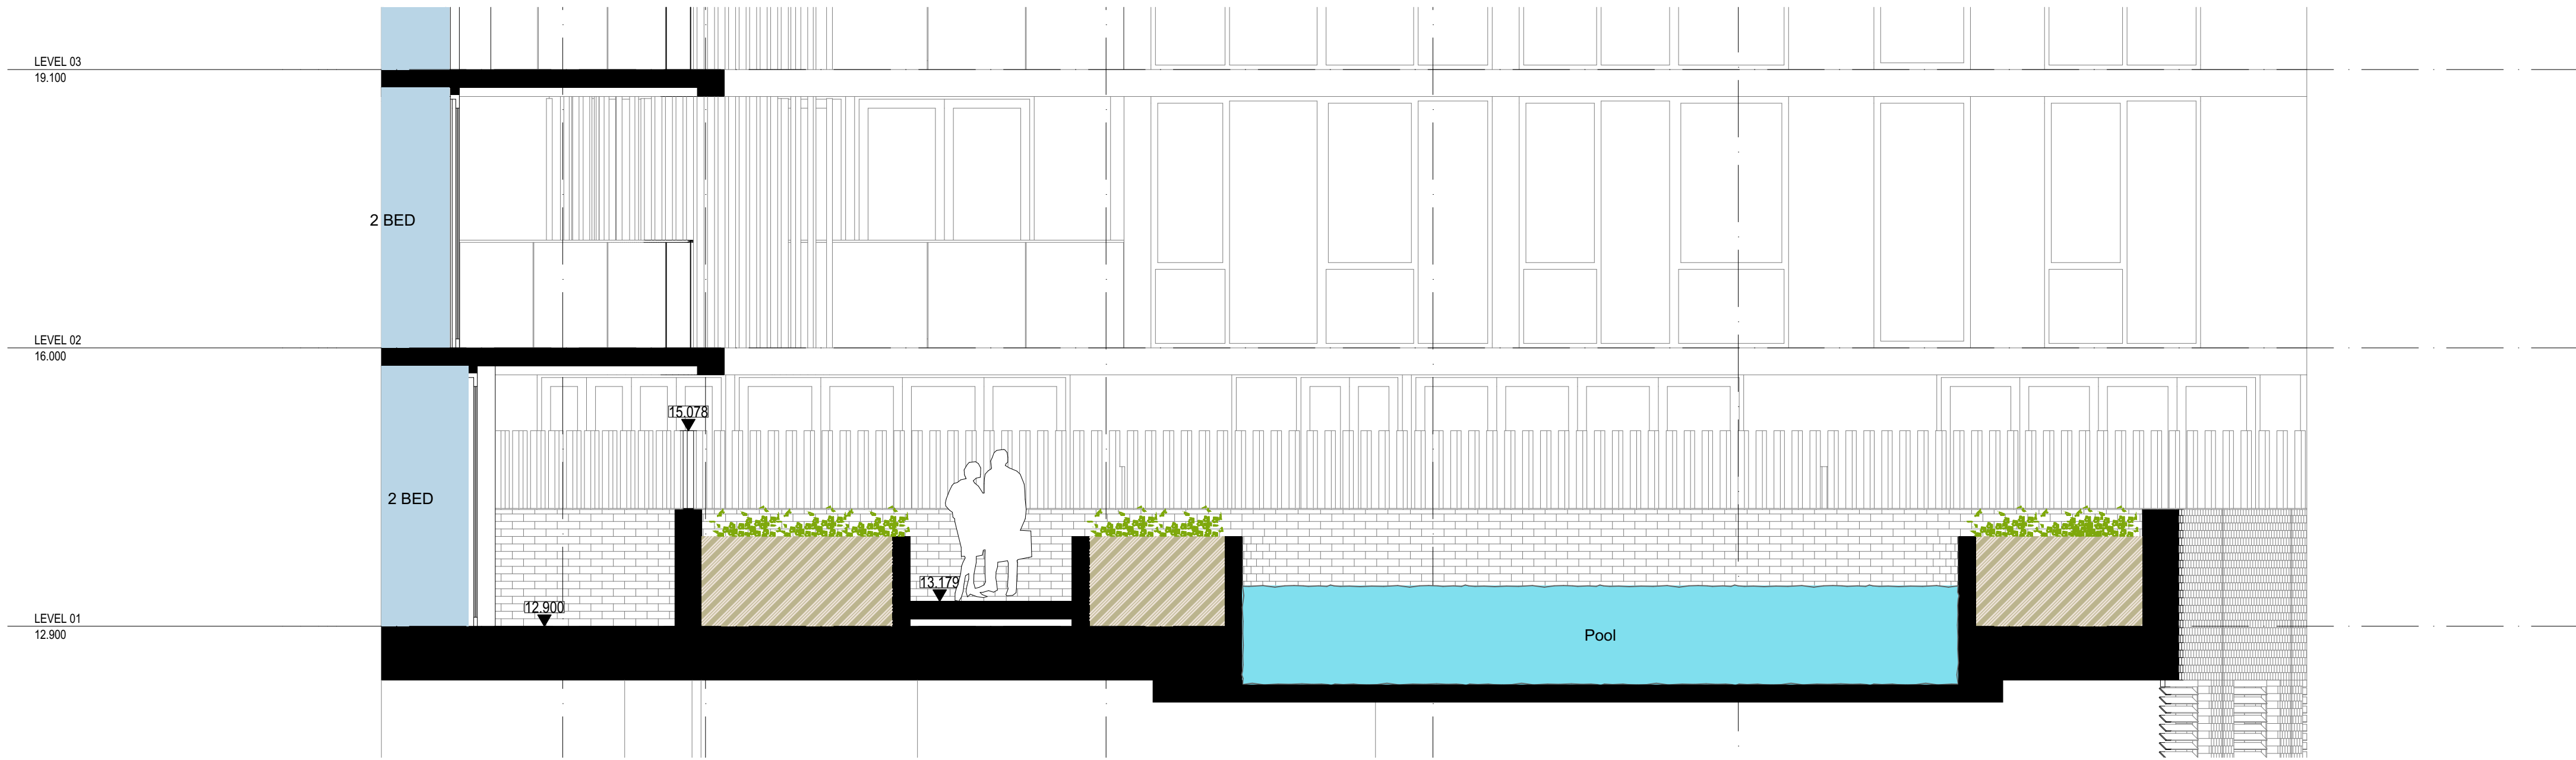 LEVEL 03
19.100
2 BED
LEVEL 02
16.000
15.078
2 BED
13.179
12.900
LEVEL 01
12.900
Pool